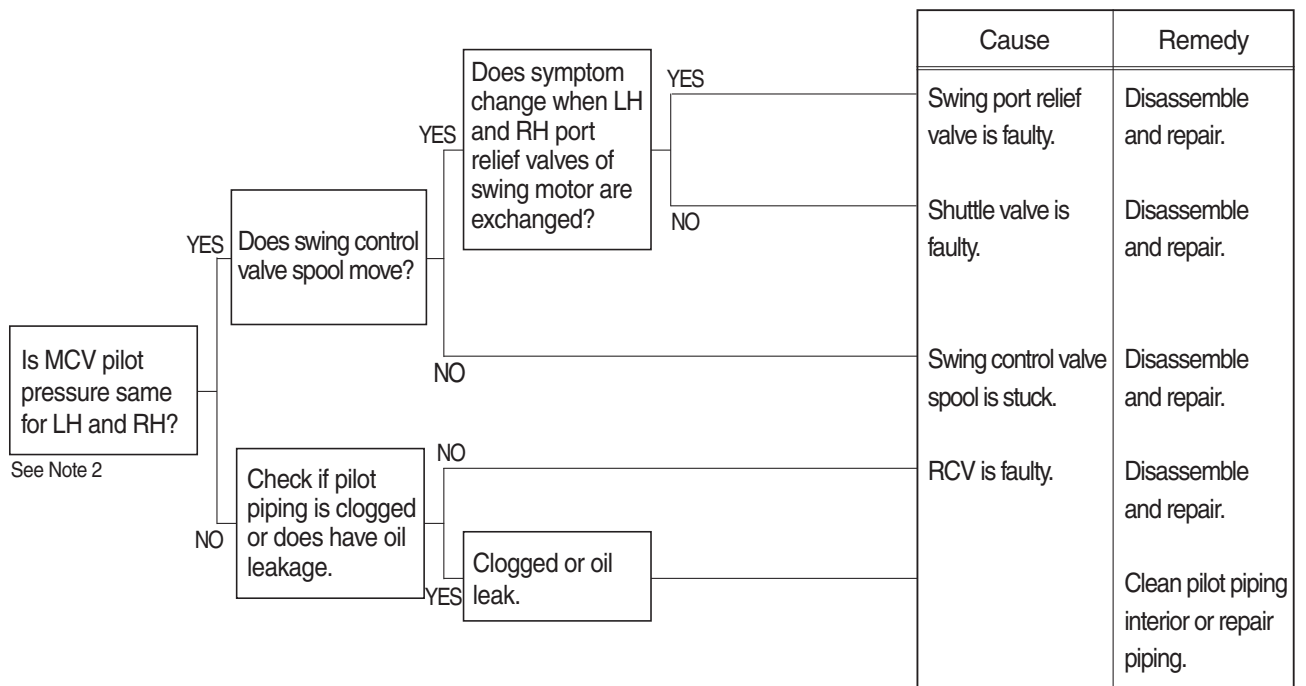 Cause
Remedy
Does symptom
change when LH
and RH port
relief valves of
swing motor are
exchanged?
YES
YES
NO
Swing port relief
valve is faulty.
Disassemble
and repair.
Shuttle valve is
faulty.
Disassemble
and repair.
YES
Does swing control
valve spool move?
NO
Swing control valve
spool is stuck.
Disassemble
and repair.
Is MCV pilot
pressure same
for LH and RH?
See Note 2
NO
Check if pilot
piping is clogged
or does have oil
leakage.
NO
RCV is faulty.
Disassemble
and repair.
YES
Clogged or oil
leak.
Clean pilot piping
interior or repair
piping.